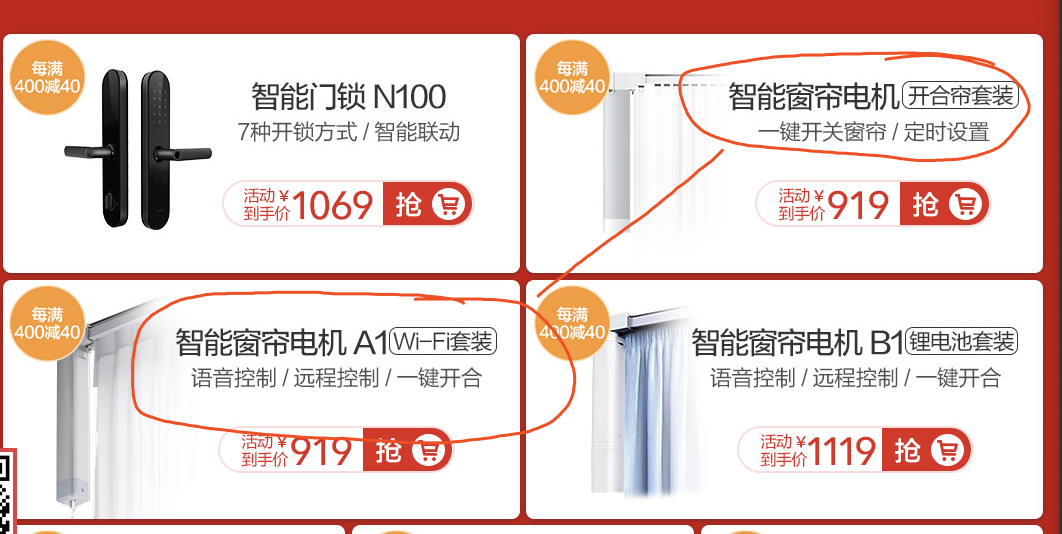 每满
400减40
智能门锁 N100
7种开锁方式 / 智能联动
活动
到手价
¥1069
抢
每满
400减40
智能窗帘电机 开合帘套装
一键开关窗帘 / 定时设置
活动
到手价
¥919
抢
每满
400减40
智能窗帘电机 A1 Wi-Fi套装
语音控制 / 远程控制 / 一键开合
活动
到手价
¥919
抢
每满
400减40
智能窗帘电机 B1 锂电池套装
语音控制 / 远程控制 / 一键开合
活动
到手价
¥1119
抢